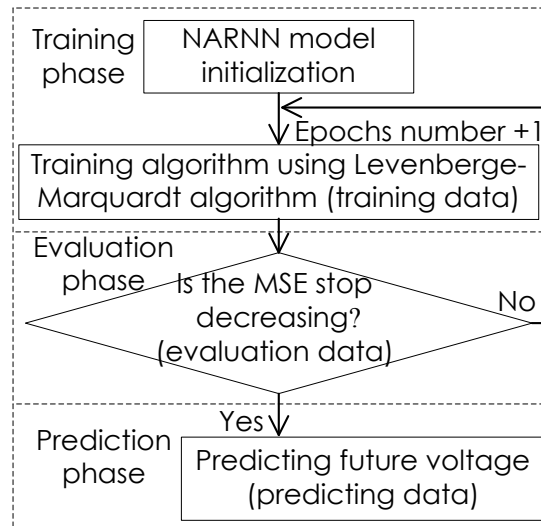 Training
phase
NARNN model
initialization
Epochs number +1
Training algorithm using Levenberge-
Marquardt algorithm (training data)
Evaluation
phase
Is the MSE stop
decreasing?
(evaluation data)
No
Yes
Prediction
phase
Predicting future voltage
(predicting data)